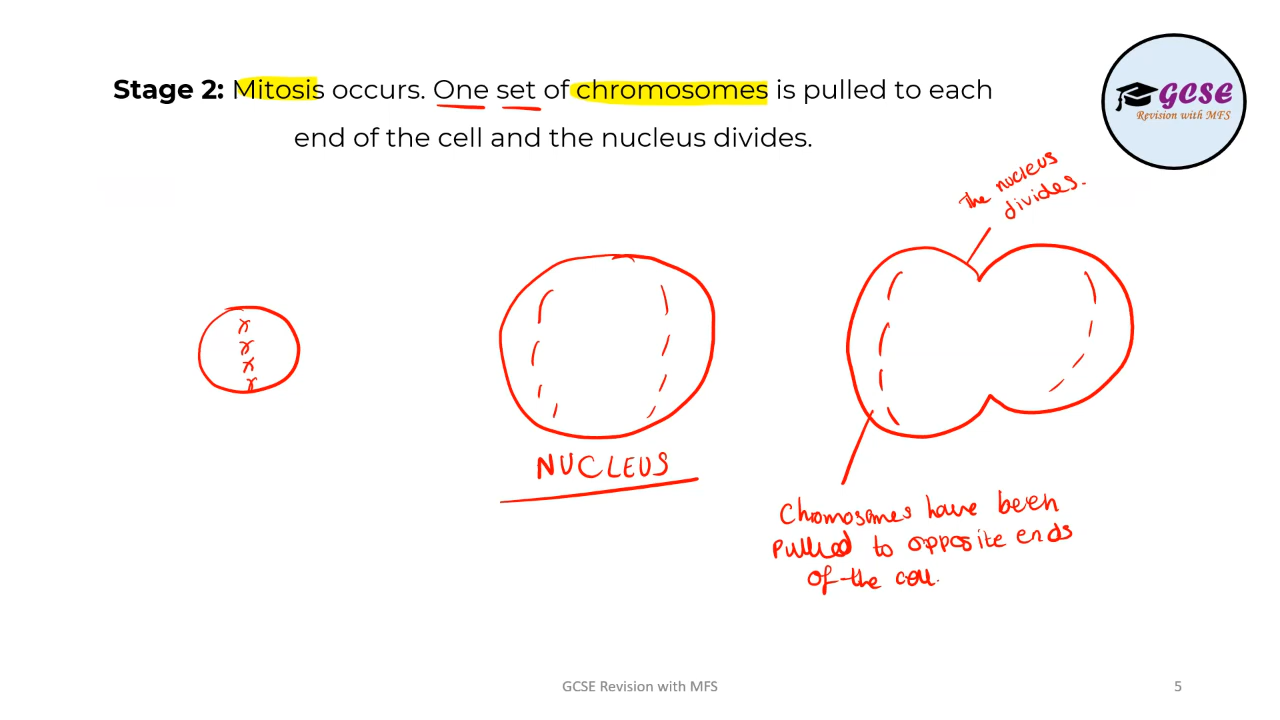 Stage 2: Mitosis occurs. One set of chromosomes is pulled to each
end of the cell and the nucleus divides.
GCSE
Revision with MFS
The nucleus
divides.
NUCLEUS
Chromosomes have been
pulled to opposite ends
of the cell.
GCSE Revision with MFS
5